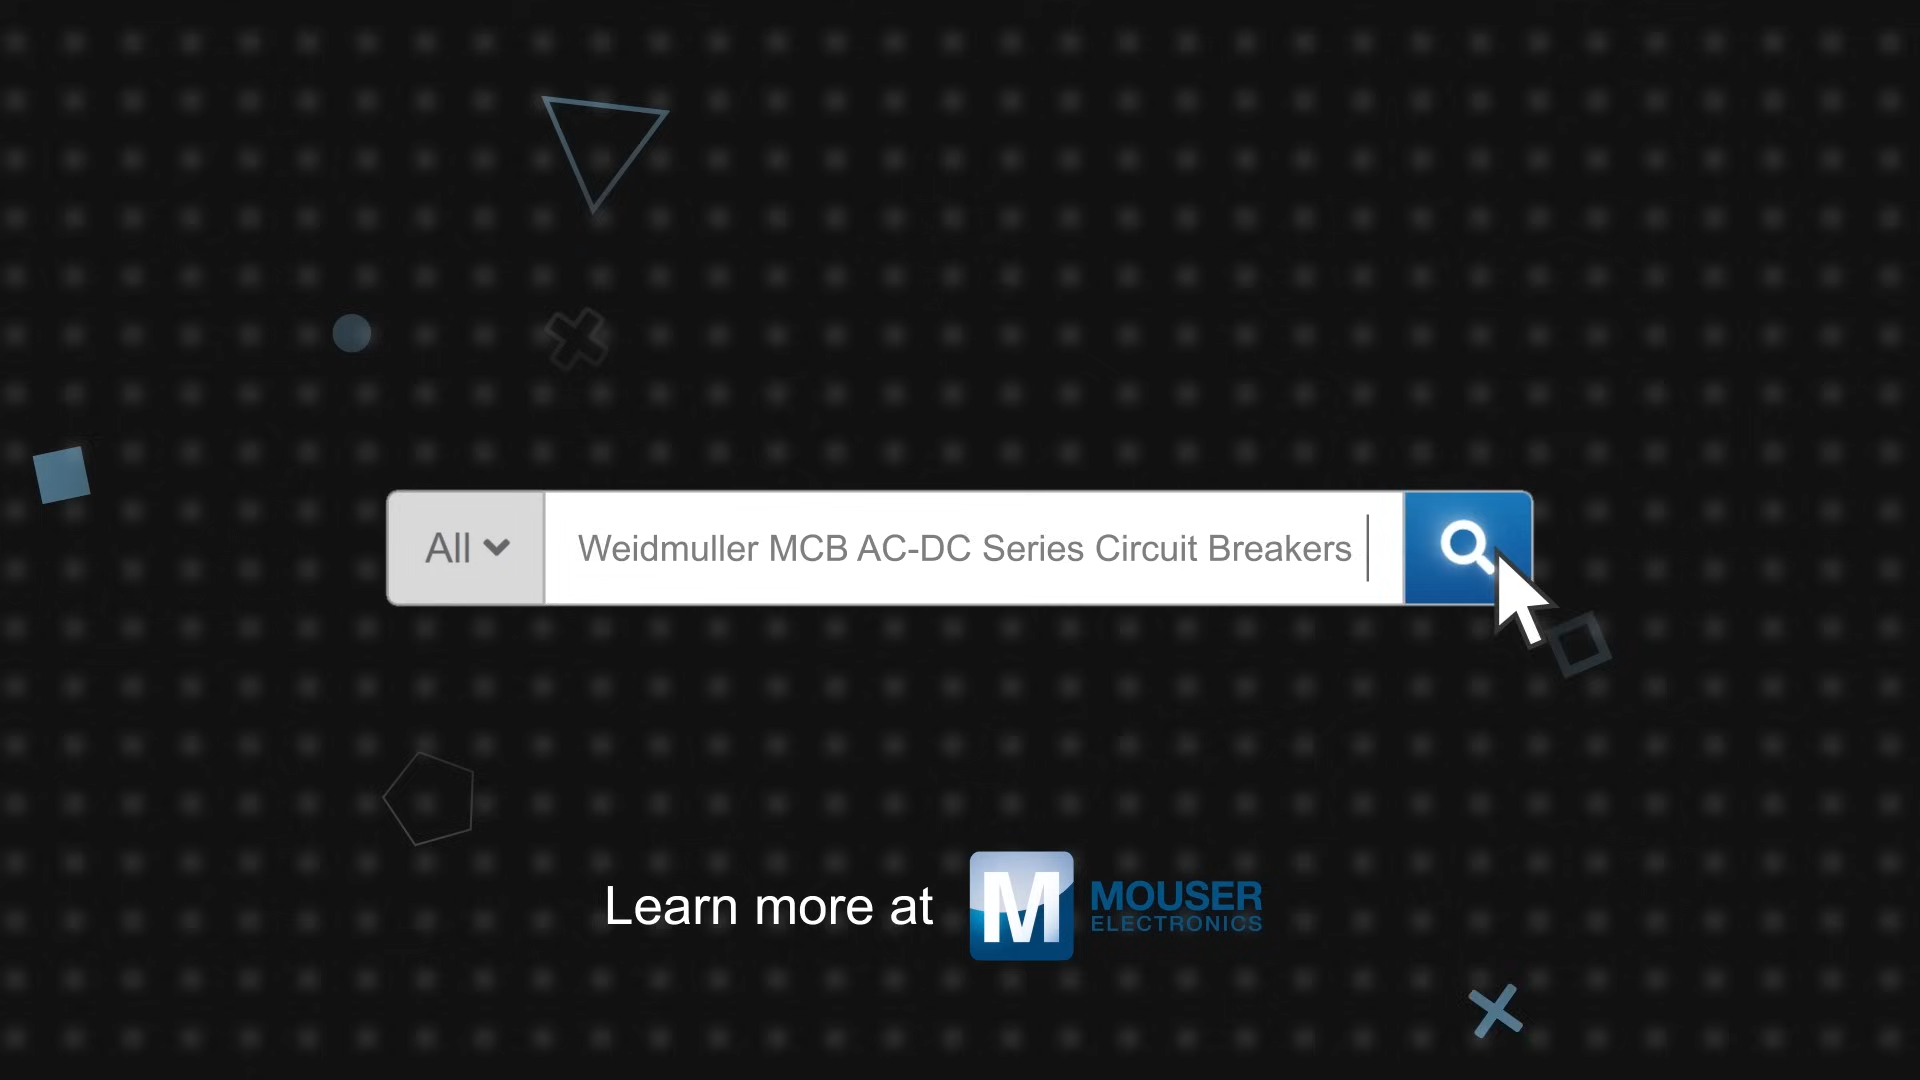 All
Weidmuller MCB AC-DC Series Circuit Breakers
Learn more at
M
MOUSER
ELECTRONICS